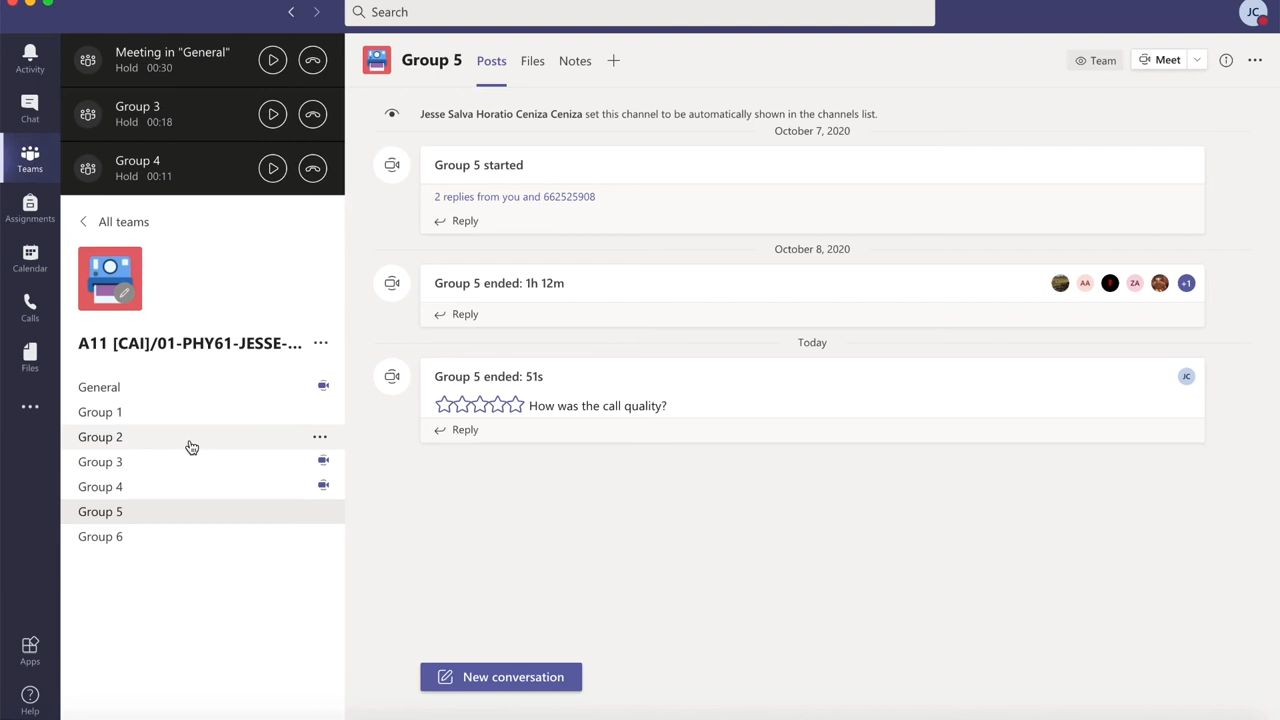 Search
JC
Activity
Chat
Teams
Assignments
Calendar
Calls
Files
Apps
Help
Meeting in "General"
Hold 00:30
Group 3
Hold 00:18
Group 4
Hold 00:11
All teams
A11 [CAI]/01-PHY61-JESSE-...
General
Group 1
Group 2
Group 3
Group 4
Group 5
Group 6
Group 5 Posts Files Notes
Team
Meet
Jesse Salva Horatio Ceniza Ceniza set this channel to be automatically shown in the channels list.
October 7, 2020
Group 5 started
2 replies from you and 662525908
Reply
October 8, 2020
Group 5 ended: 1h 12m
AA ZA +1
Reply
Today
Group 5 ended: 51s
JC
How was the call quality?
Reply
New conversation